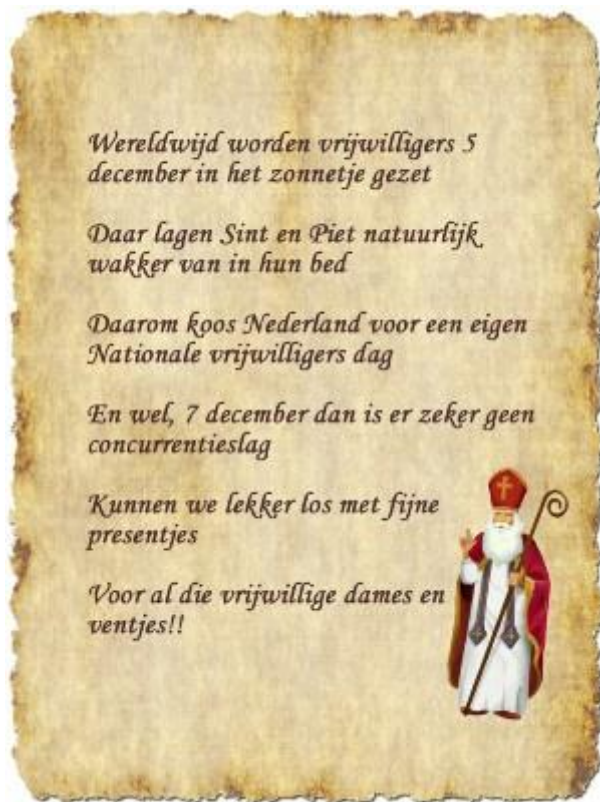 Wereldwijd worden vrijwilligers 5
december in het zonnetje gezet
Daar lagen Sint en Piet natuurlijk
wakker van in hun bed
Daarom koos Nederland voor een eigen
Nationale vrijwilligers dag
En wel, 7 december dan is er zeker geen
concurrentieslag
Kunnen we lekker los met fijne
presentjes
Voor al die vrijwillige dames en
ventjes!!